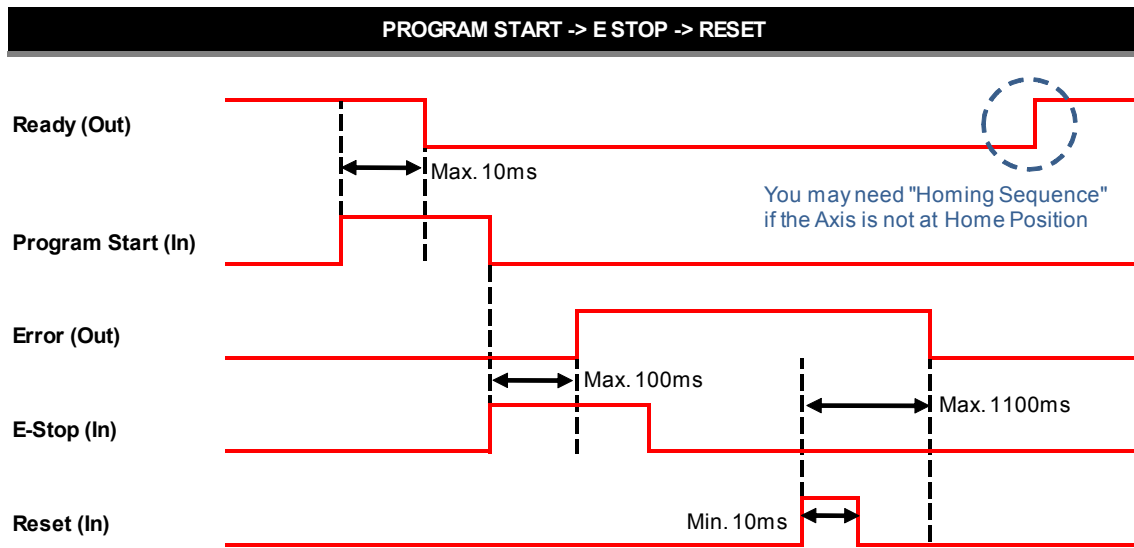 PROGRAM START -> E STOP -> RESET
Ready (Out)
Max. 10ms
You may need "Homing Sequence"
if the Axis is not at Home Position
Program Start (In)
Error (Out)
Max. 100ms
Max. 1100ms
E-Stop (In)
Reset (In)
Min. 10ms